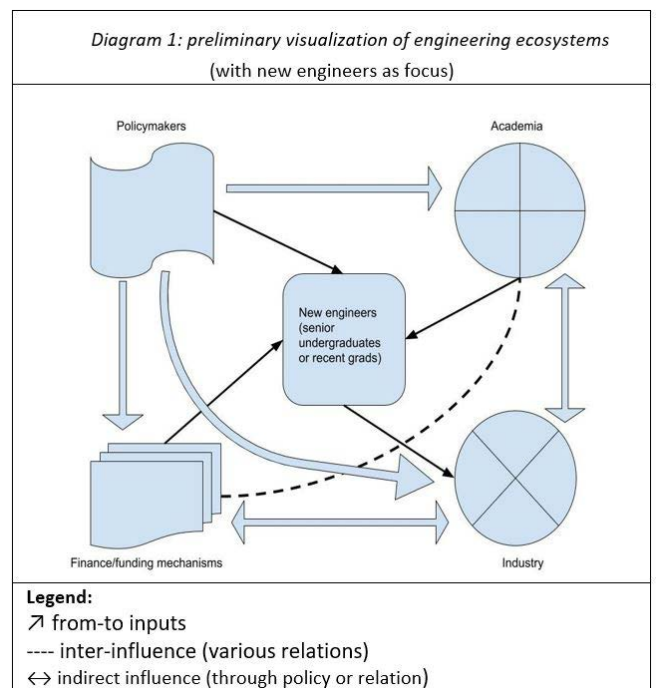 Diagram 1: preliminary visualization of engineering ecosystems
(with new engineers as focus)
Policymakers
Academia
New engineers
(senior
undergraduates
or recent grads)
Finance/funding mechanisms
Industry
Legend:
↗ from-to inputs
---- inter-influence (various relations)
↔ indirect influence (through policy or relation)